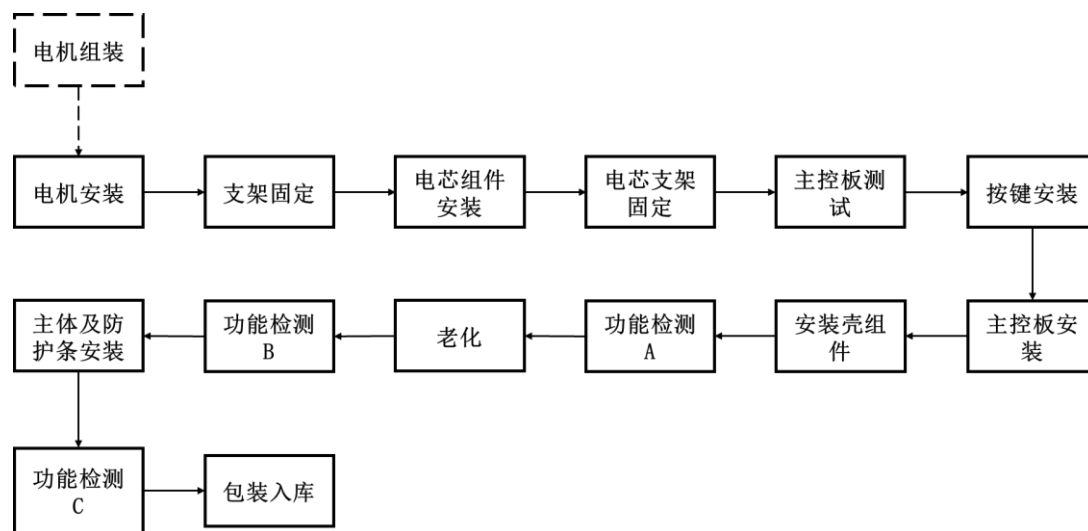 电机组装
电机安装
支架固定
电芯组件
安装
电芯支架
固定
主控板测
试
按键安装
主控板安
装
安装壳组
件
功能检测
A
老化
功能检测
B
主体及防
护条安装
功能检测
C
包装入库